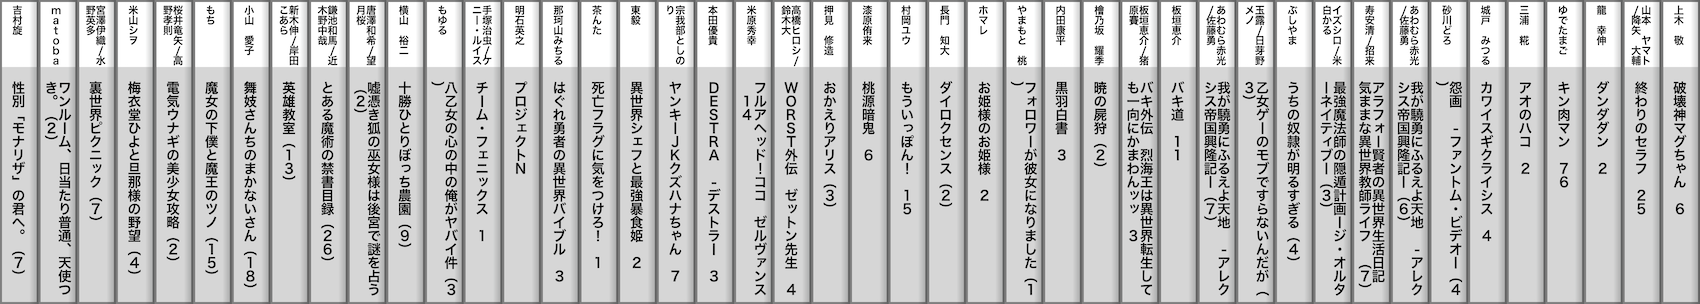 上木　敬
破壊神マグちゃん　６
山本　ヤマト
／降矢　大輔
終わりのセラフ　２５
龍　幸伸
ダンダダン　２
ゆでたまご
キン肉マン　７６
三浦　糀
アオのハコ　２
城戸　みつる
カワイスギクライシス　４
砂川どろ
怨画　‐ファントム・ビデオ―（４
）
あわむら赤光
／佐藤勇
我が驍勇にふるえよ天地　‐アレク
シス帝国興隆記―（６）
寿安清／招来
アラフォー賢者の異世界生活日記
気ままな異世界教師ライフ　（７）
イズシロ／米
白かる
最強魔法師の隠遁計画―ジ・オルタ
ーネイティブ―（３）
ぶしやま
うちの奴隷が明るすぎる（４）
玉露／日芽野
メノ
乙女ゲーのモブですらないんだが（
３）
あわむら赤光
／佐藤勇
我が驍勇にふるえよ天地　‐アレク
シス帝国興隆記―（７）
板垣恵介
バキ道　１１
板垣恵介／猪
原賽
バキ外伝　烈海王は異世界転生して
も一向にかまわんッッ　３
檜乃坂　耀季
暁の屍狩（２）
内田康平
黒羽白書　３
やまもと　桃
フォロワーが彼女になりました（１
）
ホマレ
お姫様のお姫様　２
長門　知大
ダイロクセンス（２）
村岡ユウ
もういっぽん！　１５
漆原侑来
桃源暗鬼　６
押見　修造
おかえりアリス（３）
髙橋ヒロシ／
鈴木大
ＷＯＲＳＴ外伝　ゼットン先生　４
米原秀幸
フルアヘッド！ココ　ゼルヴァンス
　１４
本田優貴
ＤＥＳＴＲＡ　‐デストラー　３
宗我部としの
り
ヤンキーＪＫクズハナちゃん　７
東毅
異世界シェフと最強暴食姫　２
茶んた
死亡フラグに気をつけろ！　１
那珂山みちる
はぐれ勇者の異世界バイブル　３
明石英之
プロジェクトＮ
手塚治虫／ケ
ニー・ルイス
チーム・フェニックス　１
もゆる
八乙女の心の中の俺がヤバイ件（３
）
横山　裕二
十勝ひとりぼっち農園（９）
唐澤和希／望
月桜
嘘憑き狐の巫女様は後宮で謎を占う
（２）
鎌池和馬／近
木野中哉
とある魔術の禁書目録（２６）
新木伸／岸田
こあら
英雄教室（１３）
小山　愛子
舞妓さんちのまかないさん（１８）
もち
魔女の下僕と魔王のツノ（１５）
桜井竜矢／高
野孝則
電気ウナギの美少女攻略（２）
米山シヲ
梅衣堂ひよと旦那様の野望（４）
宮澤伊織／水
野英多
裏世界ピクニック（７）
ｍａｔｏｂａ
ワンルーム、日当たり普通、天使つ
き。（２）
吉村旋
性別「モナリザ」の君へ。（７）